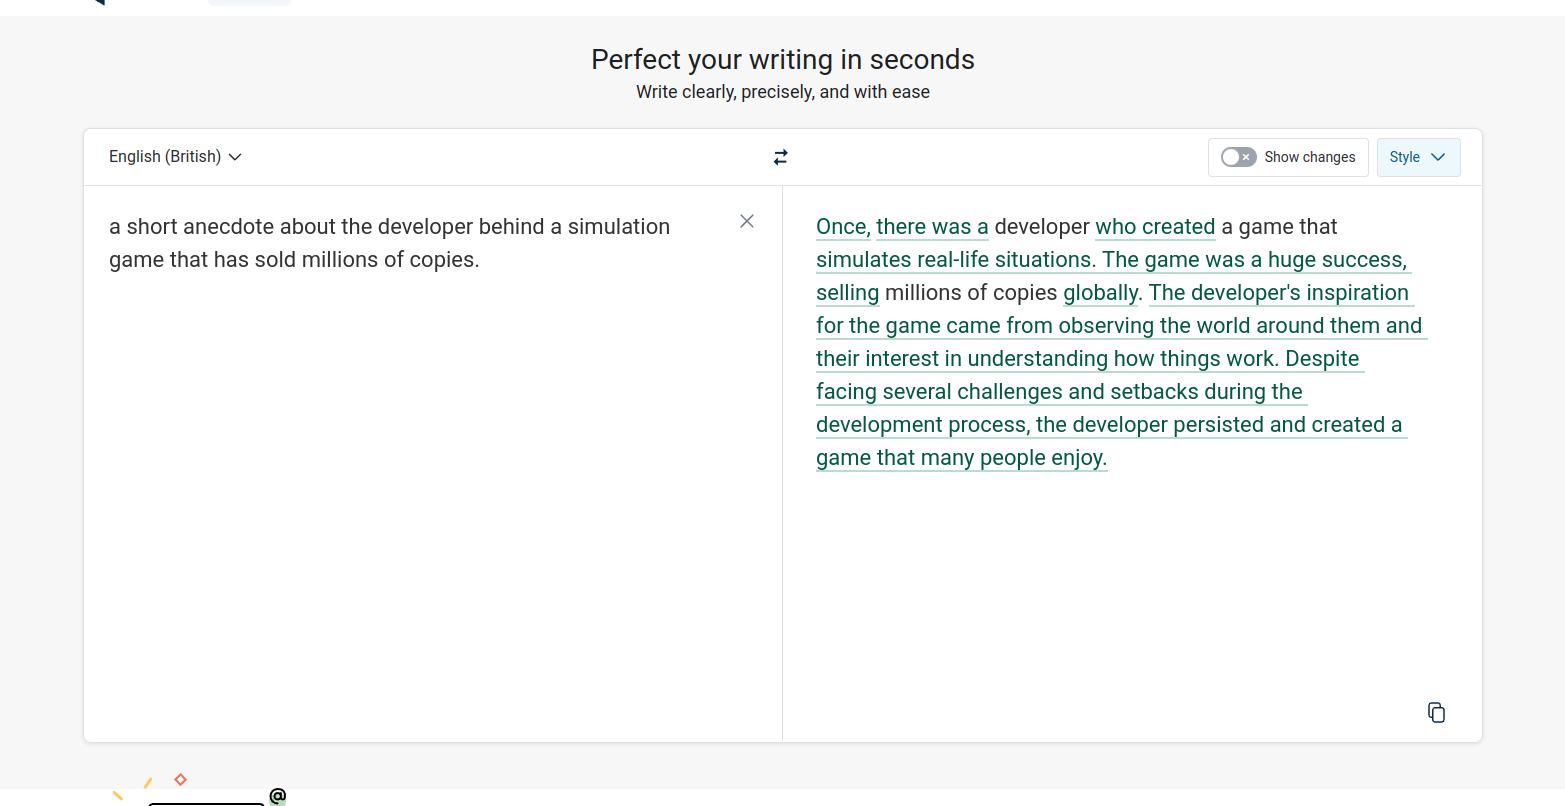 Perfect your writing in seconds
Write clearly, precisely, and with ease
English (British)
Show changes
Style
a short anecdote about the developer behind a simulation
game that has sold millions of copies.
Once, there was a developer who created a game that
simulates real-life situations. The game was a huge success,
selling millions of copies globally. The developer's inspiration
for the game came from observing the world around them and
their interest in understanding how things work. Despite
facing several challenges and setbacks during the
development process, the developer persisted and created a
game that many people enjoy.
@